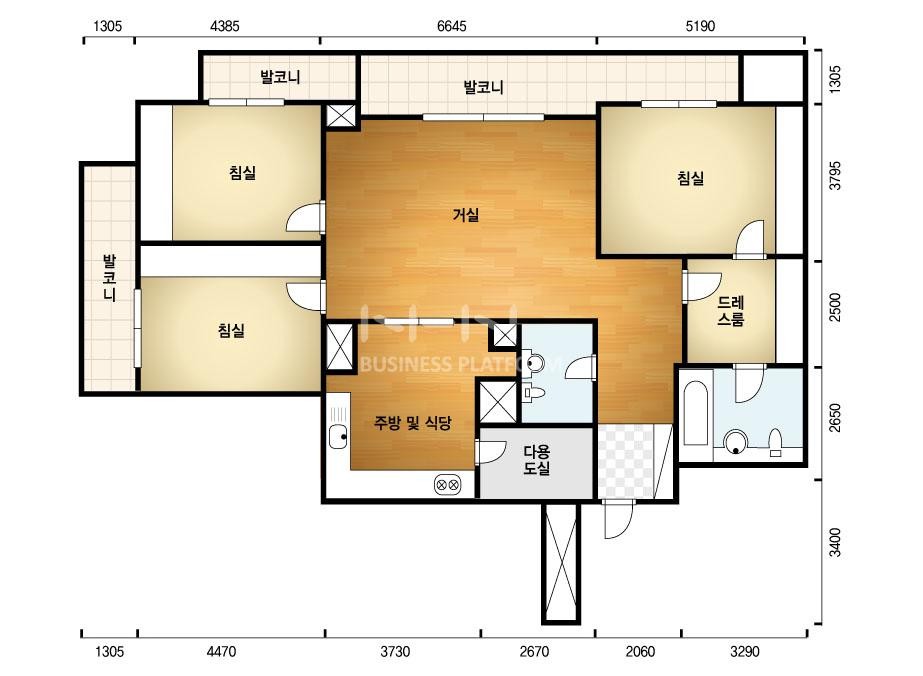 1305 4385 6645 5190
발코니
발코니
1305
침실
침실
3795
거실
발코니
침실
드레
스룸
2500
BUSINESS PLATFORM
주방 및 식당
2650
다용
도실
3400
1305 4470 3730 2670 2060 3290